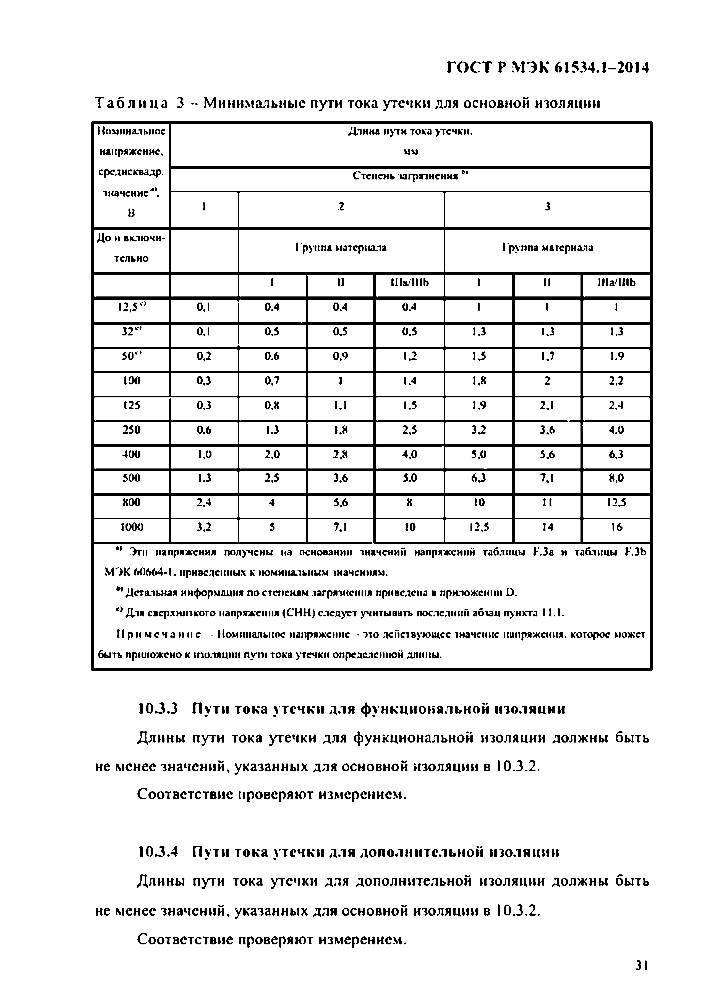 ГОСТ Р МЭК 61534.1–2014
Таблица 3 – Минимальные пути тока утечки для основной изоляции
Номинальное напряжение, среднеквадр. значение a), В
Длина пути тока утечки, мм
Степень загрязнения b)
1 2 3
До и включи-
тельно
Группа материала Группа материала
I II IIIa/IIIb I II IIIa/IIIb
12,5 c) 0,1 0,4 0,4 0,4 1 1 1
32 c) 0,1 0,5 0,5 0,5 1,3 1,3 1,3
50 c) 0,2 0,6 0,9 1,2 1,5 1,7 1,9
100 0,3 0,7 1 1,4 1,8 2 2,2
125 0,3 0,8 1,1 1,5 1,9 2,1 2,4
250 0,6 1,3 1,8 2,5 3,2 3,6 4,0
400 1,0 2,0 2,8 4,0 5,0 5,6 6,3
500 1,3 2,5 3,6 5,0 6,3 7,1 8,0
800 2,4 4 5,6 8 10 11 12,5
1000 3,2 5 7,1 10 12,5 14 16
a) Эти напряжения получены на основании значений напряжений таблицы F.3a и таблицы F.3b
МЭК 60664-1, приведенных к номинальным значениям.
b) Детальная информация по степеням загрязнения приведена в приложении D.
c) Для сверхнизкого напряжения (СНН) следует учитывать последний абзац пункта 11.1.
Примечание – Номинальное напряжение – это действующее значение напряжения, которое может
быть приложено к изоляции пути тока утечки определенной длины.
10.3.3 Пути тока утечки для функциональной изоляции
Длины пути тока утечки для функциональной изоляции должны быть
не менее значений, указанных для основной изоляции в 10.3.2.
Соответствие проверяют измерением.
10.3.4 Пути тока утечки для дополнительной изоляции
Длины пути тока утечки для дополнительной изоляции должны быть
не менее значений, указанных для основной изоляции в 10.3.2.
Соответствие проверяют измерением.
31